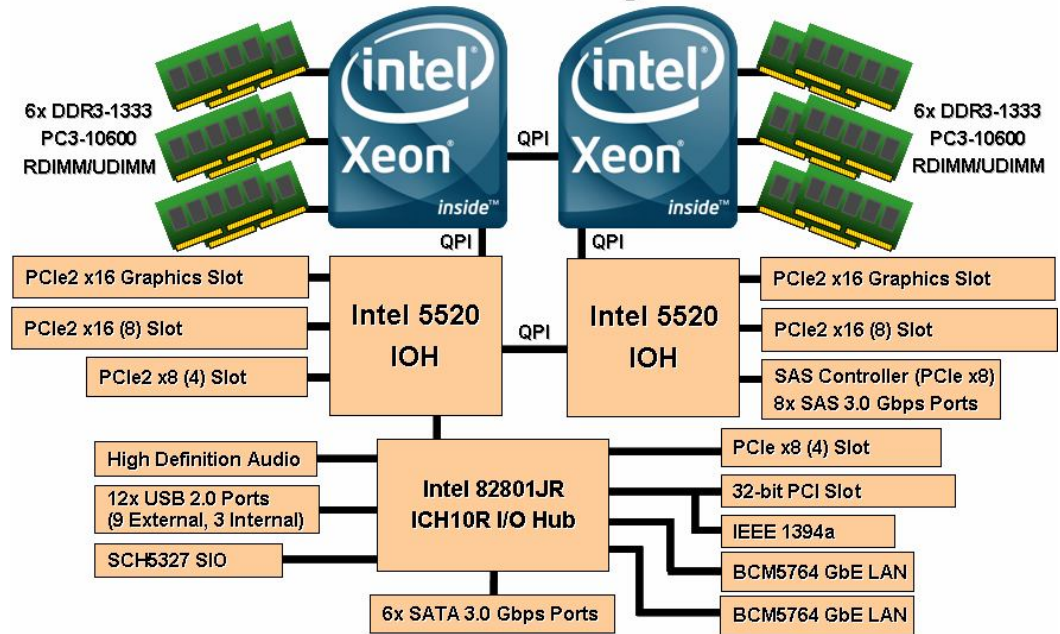 intel®
Xeon®
inside™
intel®
Xeon®
inside™
6x DDR3-1333
PC3-10600
RDIMM/UDIMM
QPI
6x DDR3-1333
PC3-10600
RDIMM/UDIMM
QPI
QPI
PCIe2 x16 Graphics Slot
PCIe2 x16 (8) Slot
PCIe2 x8 (4) Slot
Intel 5520
IOH
QPI
Intel 5520
IOH
PCIe2 x16 Graphics Slot
PCIe2 x16 (8) Slot
SAS Controller (PCIe x8)
8x SAS 3.0 Gbps Ports
High Definition Audio
12x USB 2.0 Ports
(9 External, 3 Internal)
SCH5327 SIO
Intel 82801JR
ICH10R I/O Hub
PCIe x8 (4) Slot
32-bit PCI Slot
IEEE 1394a
BCM5764 GbE LAN
BCM5764 GbE LAN
6x SATA 3.0 Gbps Ports